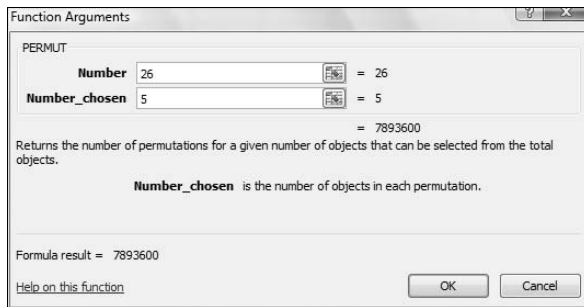 Function Arguments
PERMUT
Number 26 = 26
Number_chosen 5 = 5
= 7893600
Returns the number of permutations for a given number of objects that can be selected from the total
objects.
Number_chosen is the number of objects in each permutation.
Formula result = 7893600
Help on this function
OK Cancel